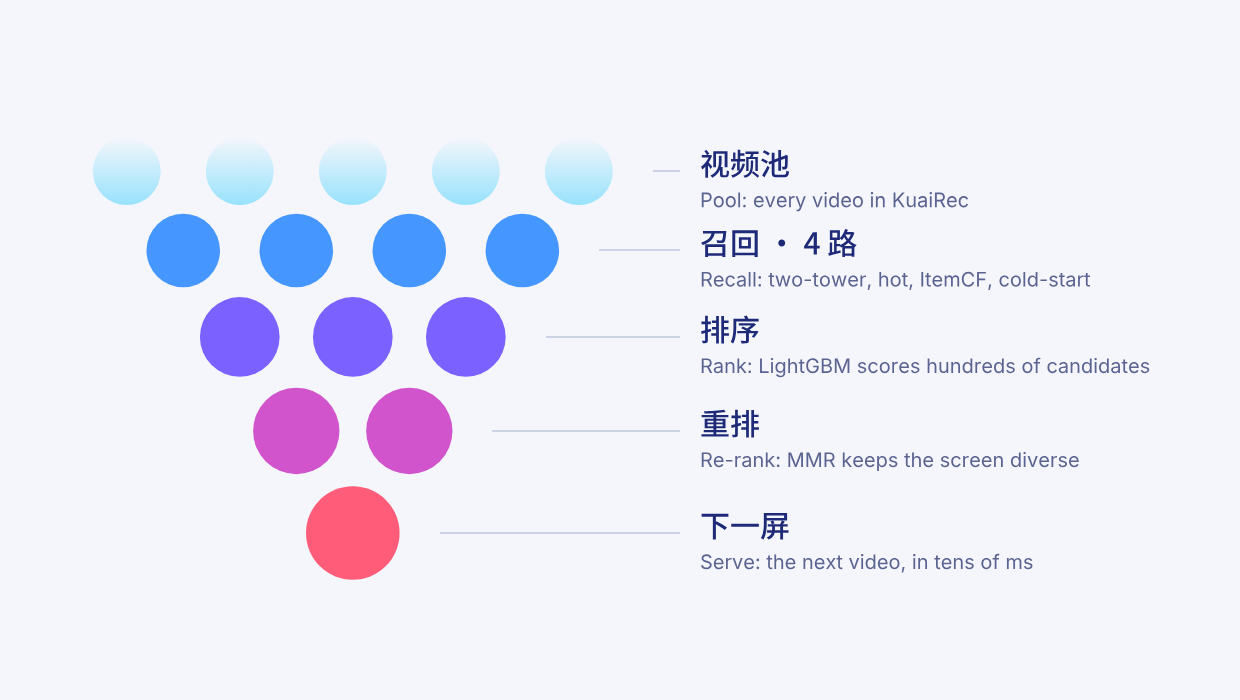 视频池
Pool: every video in KuaiRec
召回 · 4 路
Recall: two-tower, hot, ItemCF, cold-start
排序
Rank: LightGBM scores hundreds of candidates
重排
Re-rank: MMR keeps the screen diverse
下一屏
Serve: the next video, in tens of ms